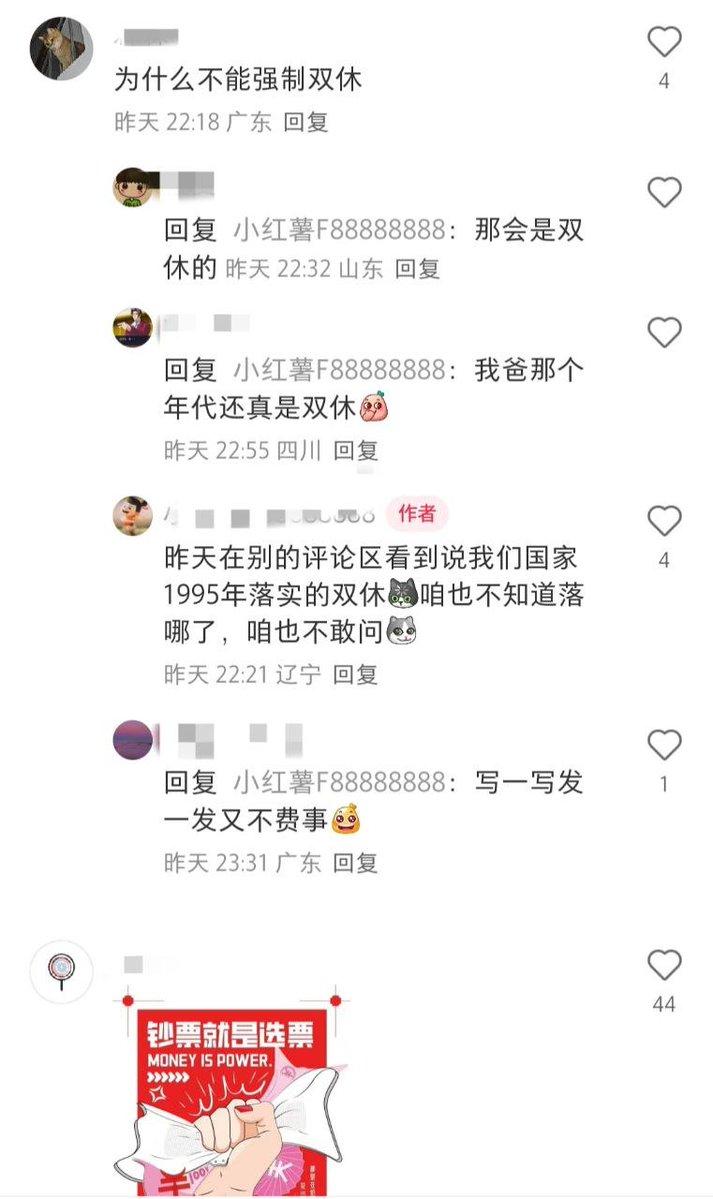 为什么不能强制双休
4
昨天 22:18 广东 回复
回复 小红薯F88888888：那会是双
休的 昨天 22:32 山东 回复
回复 小红薯F88888888：我爸那个
年代还真是双休
昨天 22:55 四川 回复
作者
昨天在别的评论区看到说我们国家
4
1995年落实的双休咱也不知道落
哪了，咱也不敢问
昨天 22:21 辽宁 回复
回复 小红薯F88888888：写一写发
1
一发又不费事
昨天 23:31 广东 回复
44
钞票就是选票
MONEY IS POWER.